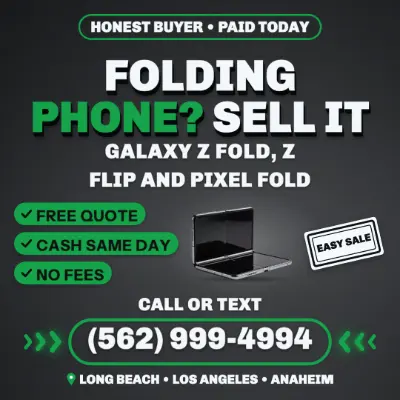 HONEST BUYER • PAID TODAY
FOLDING
PHONE? SELL IT
GALAXY Z FOLD, Z
FLIP AND PIXEL FOLD
FREE QUOTE
CASH SAME DAY
NO FEES
EASY SALE
CALL OR TEXT
(562) 999-4994
LONG BEACH • LOS ANGELES • ANAHEIM